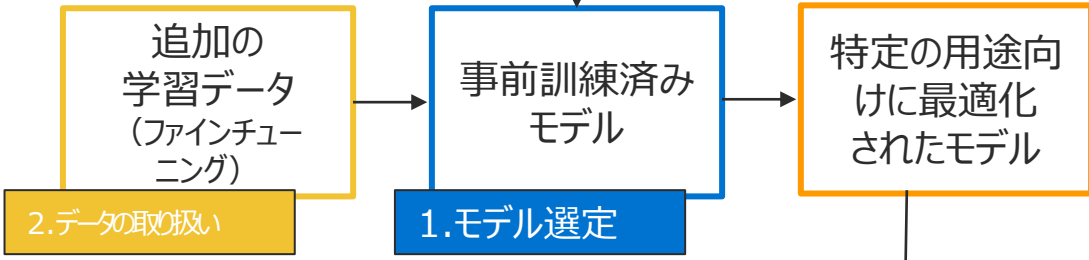 追加の
学習データ
（ファインチュー
ニング）
2.データの取り扱い
事前訓練済み
モデル
1.モデル選定
特定の用途向
けに最適化
されたモデル